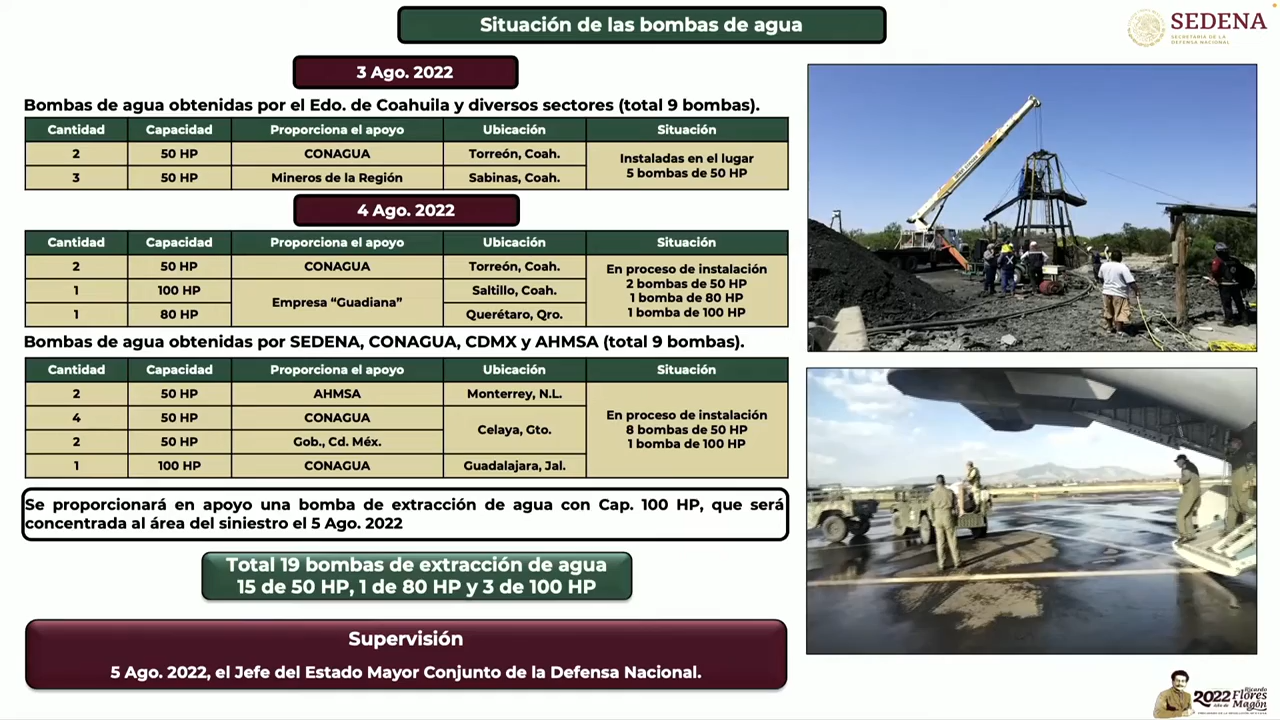 Situación de las bombas de agua
SEDENA
SECRETARÍA DE LA
DEFENSA NACIONAL
3 Ago. 2022
Bombas de agua obtenidas por el Edo. de Coahuila y diversos sectores (total 9 bombas).
Cantidad Capacidad Proporciona el apoyo Ubicación Situación
2 50 HP CONAGUA Torreón, Coah.
3 50 HP Mineros de la Región Sabinas, Coah.
Instaladas en el lugar
5 bombas de 50 HP
4 Ago. 2022
Cantidad Capacidad Proporciona el apoyo Ubicación Situación
2 50 HP CONAGUA Torreón, Coah.
1 100 HP Empresa “Guadiana” Saltillo, Coah.
1 80 HP Querétaro, Qro.
En proceso de instalación
2 bombas de 50 HP
1 bomba de 80 HP
1 bomba de 100 HP
Bombas de agua obtenidas por SEDENA, CONAGUA, CDMX y AHMSA (total 9 bombas).
Cantidad Capacidad Proporciona el apoyo Ubicación Situación
2 50 HP AHMSA Monterrey, N.L.
4 50 HP CONAGUA Celaya, Gto.
2 50 HP Gob., Cd. Méx.
1 100 HP CONAGUA Guadalajara, Jal.
En proceso de instalación
8 bombas de 50 HP
1 bomba de 100 HP
Se proporcionará en apoyo una bomba de extracción de agua con Cap. 100 HP, que será
concentrada al área del siniestro el 5 Ago. 2022
Total 19 bombas de extracción de agua
15 de 50 HP, 1 de 80 HP y 3 de 100 HP
Supervisión
5 Ago. 2022, el Jefe del Estado Mayor Conjunto de la Defensa Nacional.
2022 Ricardo
Año de Flores
Magón